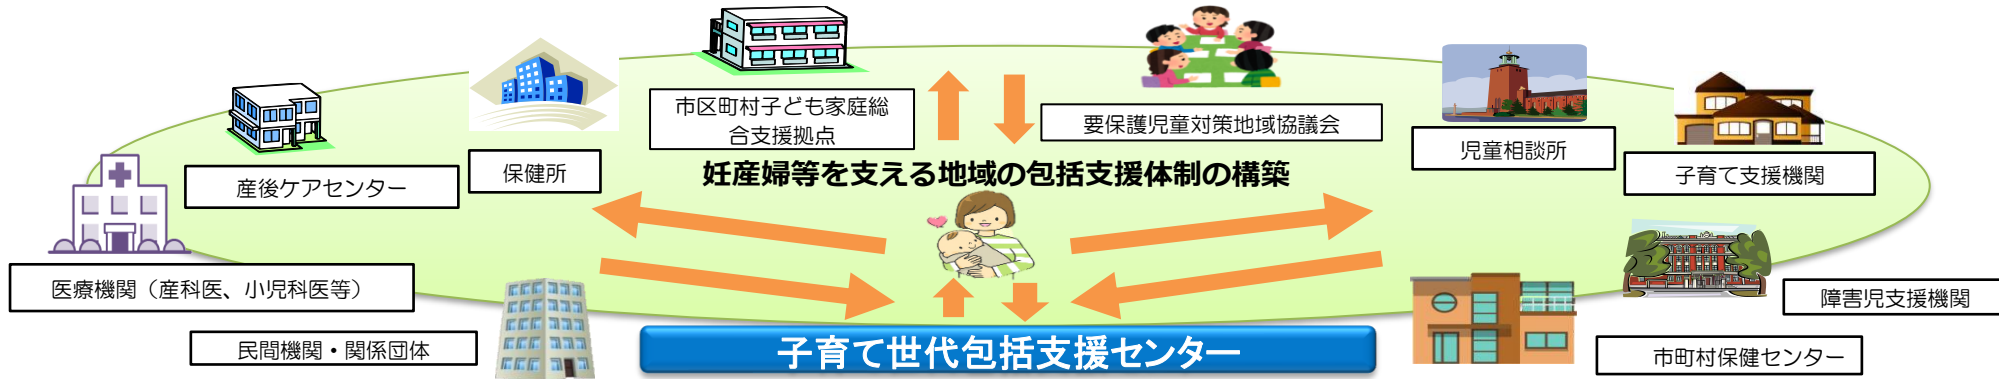 市区町村子ども家庭総
合支援拠点
要保護児童対策地域協議会
児童相談所
子育て支援機関
保健所
産後ケアセンター
妊産婦等を支える地域の包括支援体制の構築
医療機関（産科医、小児科医等）
障害児支援機関
民間機関・関係団体
子育て世代包括支援センター
市町村保健センター